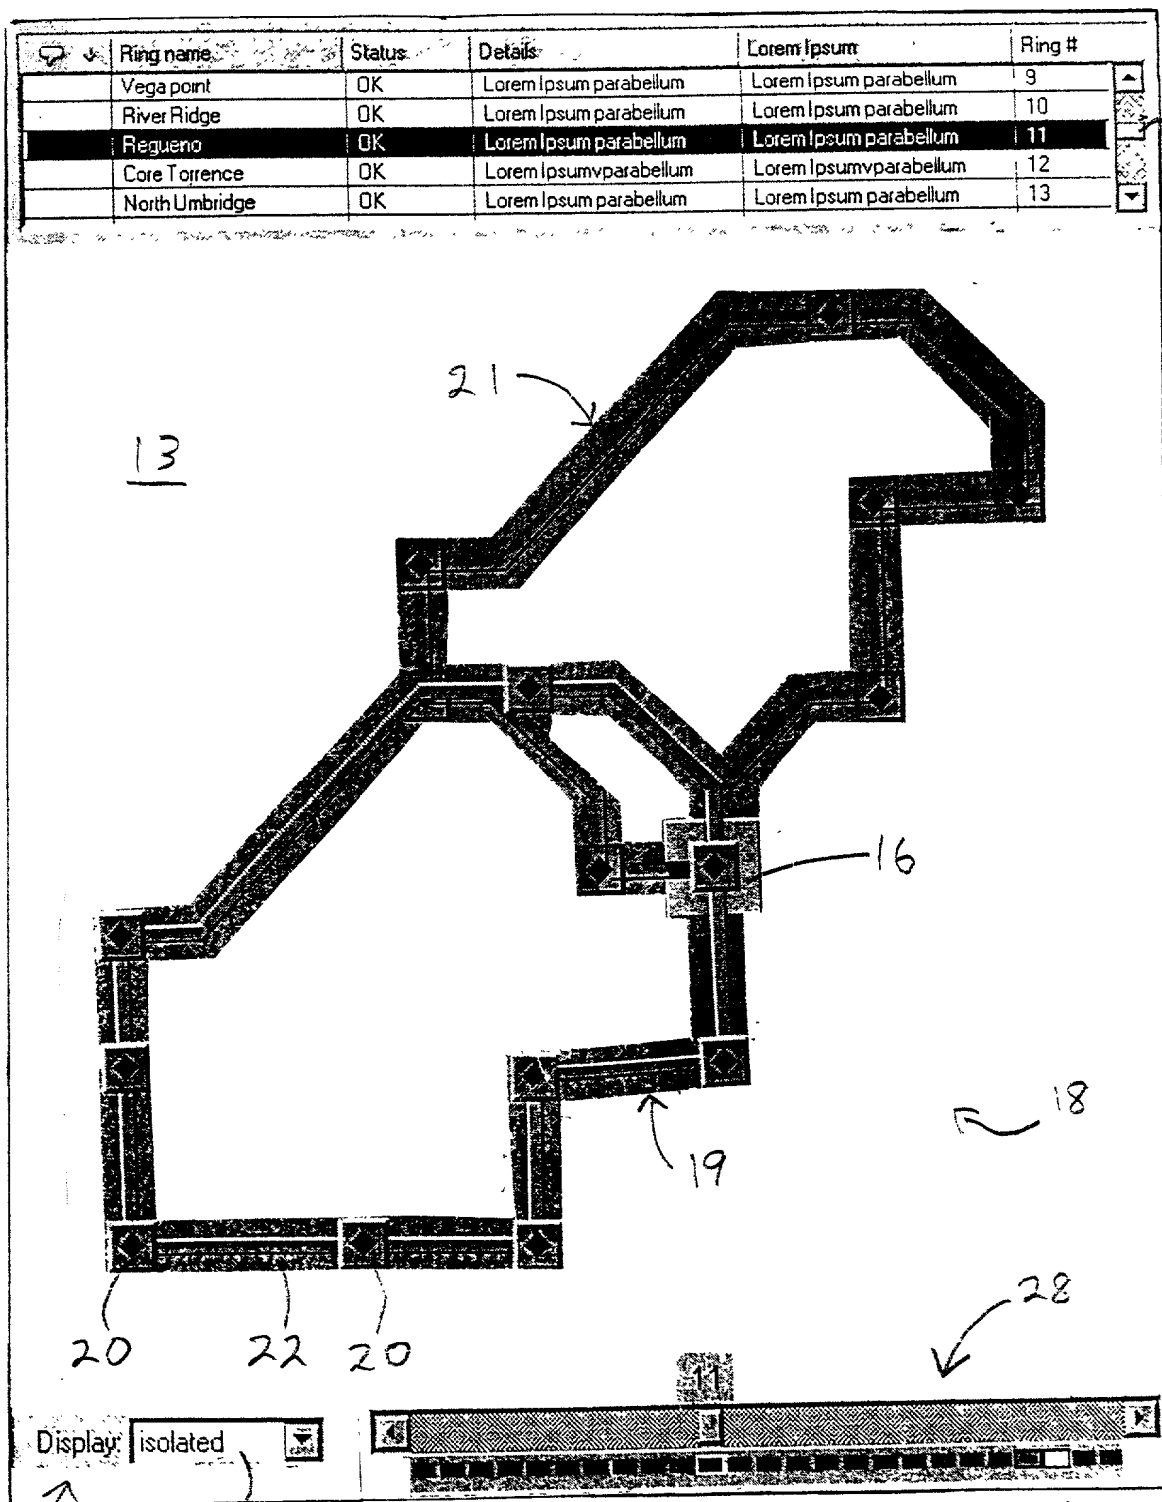 Ring name Status Details Lorem Ipsum Ring #
Vega point OK Lorem Ipsum parabellum Lorem Ipsum parabellum 9
River Ridge OK Lorem Ipsum parabellum Lorem Ipsum parabellum 10
Regueno OK Lorem Ipsum parabellum Lorem Ipsum parabellum 11
Core Torrence OK Lorem Ipsumvparabellum Lorem Ipsumvparabellum 12
North Umbridge OK Lorem Ipsum parabellum Lorem Ipsum parabellum 13
21
13
16
18
19
28
20 22 20
11
Display: isolated